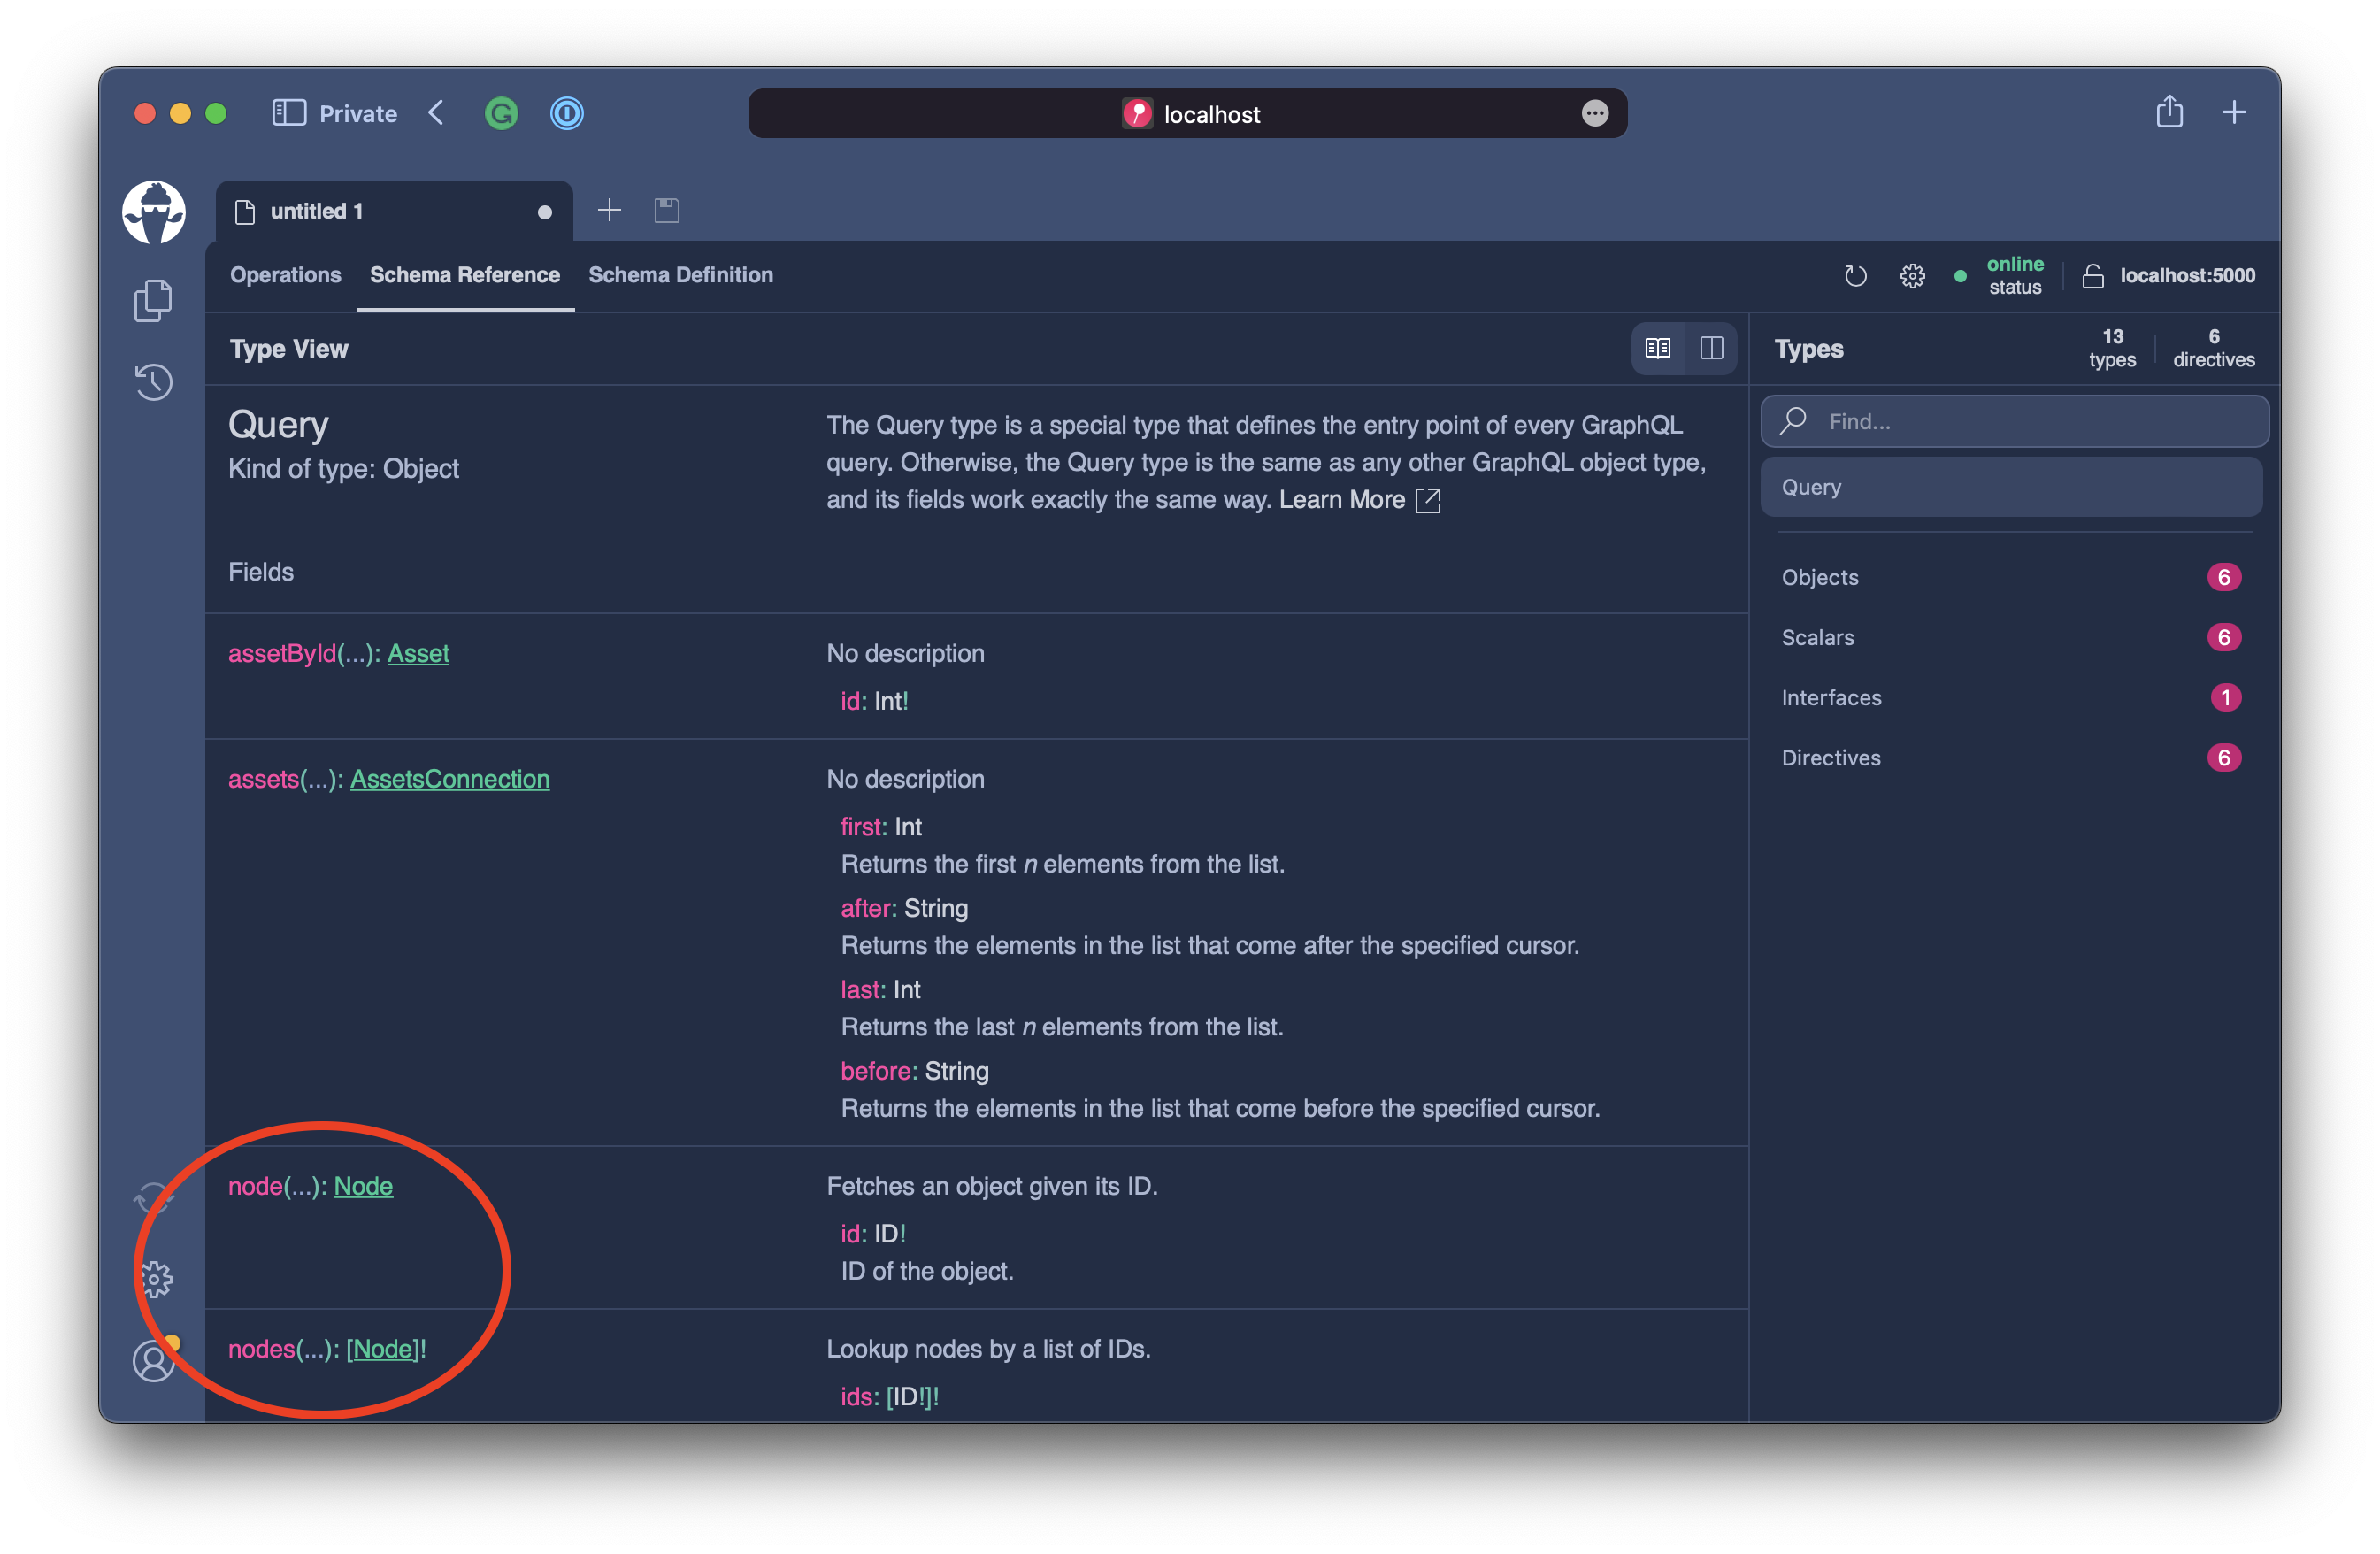 Private
localhost
untitled 1
Operations
Schema Reference
Schema Definition
online
status
localhost:5000
Type View
Types
13
types
6
directives
Query
Kind of type: Object
The Query type is a special type that defines the entry point of every GraphQL
query. Otherwise, the Query type is the same as any other GraphQL object type,
and its fields work exactly the same way. Learn More
Find...
Query
Fields
Objects 6
Scalars 6
Interfaces 1
Directives 6
assetById(...): Asset
No description
id: Int!
assets(...): AssetsConnection
No description
first: Int
Returns the first n elements from the list.
after: String
Returns the elements in the list that come after the specified cursor.
last: Int
Returns the last n elements from the list.
before: String
Returns the elements in the list that come before the specified cursor.
node(...): Node
Fetches an object given its ID.
id: ID!
ID of the object.
nodes(...): [Node]!
Lookup nodes by a list of IDs.
ids: [ID!]!